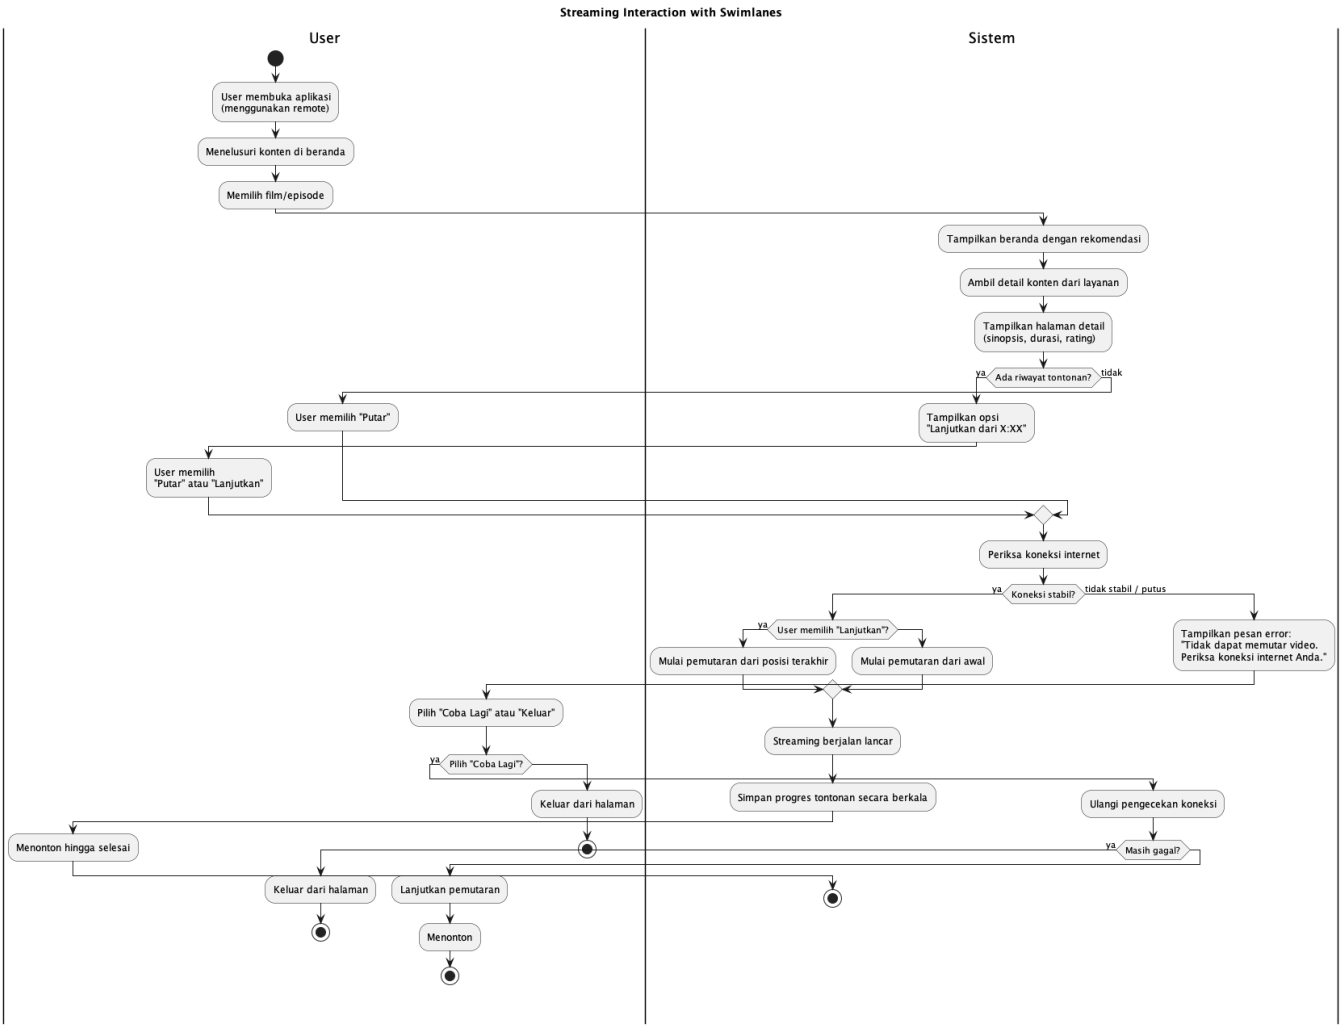 Streaming Interaction with Swimlanes
User
Sistem
User membuka aplikasi
(menggunakan remote)
Menelusuri konten di beranda
Memilih film/episode
Tampilkan beranda dengan rekomendasi
Ambil detail konten dari layanan
Tampilkan halaman detail
(sinopsis, durasi, rating)
ya
Ada riwayat tontonan?
tidak
User memilih "Putar"
Tampilkan opsi
"Lanjutkan dari X:XX"
User memilih
"Putar" atau "Lanjutkan"
Periksa koneksi internet
ya
Koneksi stabil?
tidak stabil / putus
ya
User memilih "Lanjutkan"?
Tampilkan pesan error:
"Tidak dapat memutar video.
Periksa koneksi internet Anda."
Mulai pemutaran dari posisi terakhir
Mulai pemutaran dari awal
Pilih "Coba Lagi" atau "Keluar"
Streaming berjalan lancar
ya
Pilih "Coba Lagi"?
Keluar dari halaman
Simpan progres tontonan secara berkala
Ulangi pengecekan koneksi
Menonton hingga selesai
ya
Masih gagal?
Keluar dari halaman
Lanjutkan pemutaran
Menonton